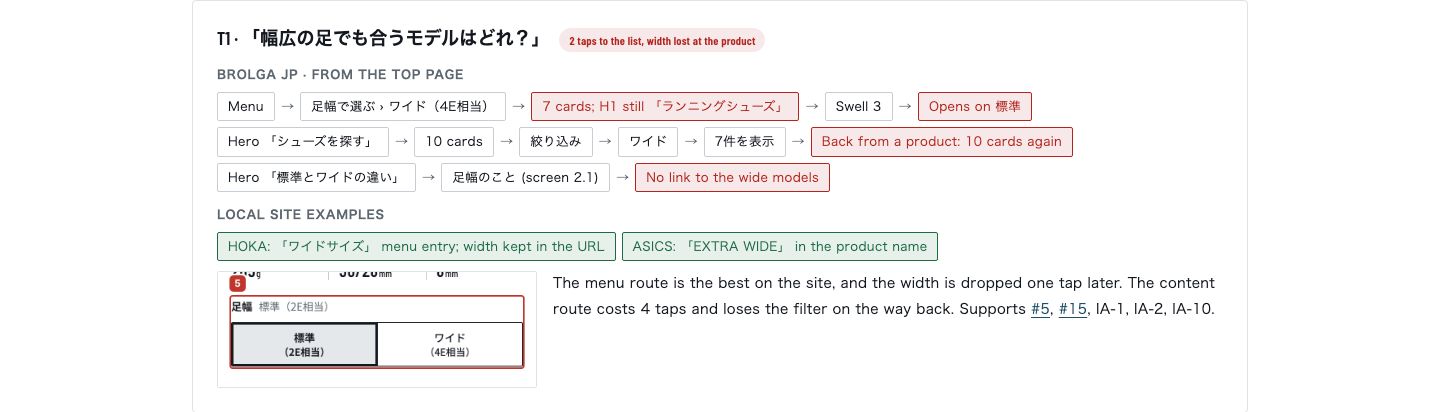 T1 · 「幅広の足でも合うモデルはどれ？」 2 taps to the list, width lost at the product
BROLGA JP · FROM THE TOP PAGE
Menu → 足幅で選ぶ › ワイド（4E相当） → 7 cards; H1 still 「ランニングシューズ」 → Swell 3 → Opens on 標準
Hero 「シューズを探す」 → 10 cards → 絞り込み → ワイド → 7件を表示 → Back from a product: 10 cards again
Hero 「標準とワイドの違い」 → 足幅のこと (screen 2.1) → No link to the wide models
LOCAL SITE EXAMPLES
HOKA: 「ワイドサイズ」 menu entry; width kept in the URL
ASICS: 「EXTRA WIDE」 in the product name
5
足幅 標準（2E相当）
標準 ワイド
（2E相当） （4E相当）
The menu route is the best on the site, and the width is dropped one tap later. The content
route costs 4 taps and loses the filter on the way back. Supports #5, #15, IA-1, IA-2, IA-10.